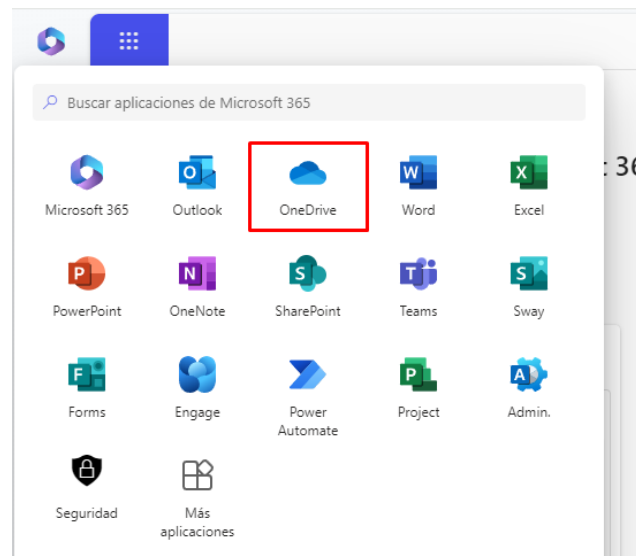 Buscar aplicaciones de Microsoft 365
Microsoft 365
Outlook
OneDrive
Word
Excel
PowerPoint
OneNote
SharePoint
Teams
Sway
Forms
Engage
Power
Automate
Project
Admin.
Seguridad
Más
aplicaciones